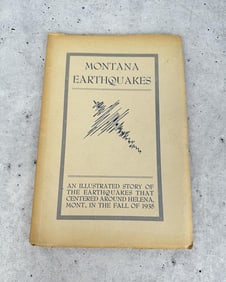 MONTANA
EARTHQUAKES
AN ILLUSTRATED STORY OF
THE EARTHQUAKES THAT
CENTERED AROUND HELENA,
MONT., IN THE FALL OF 1935